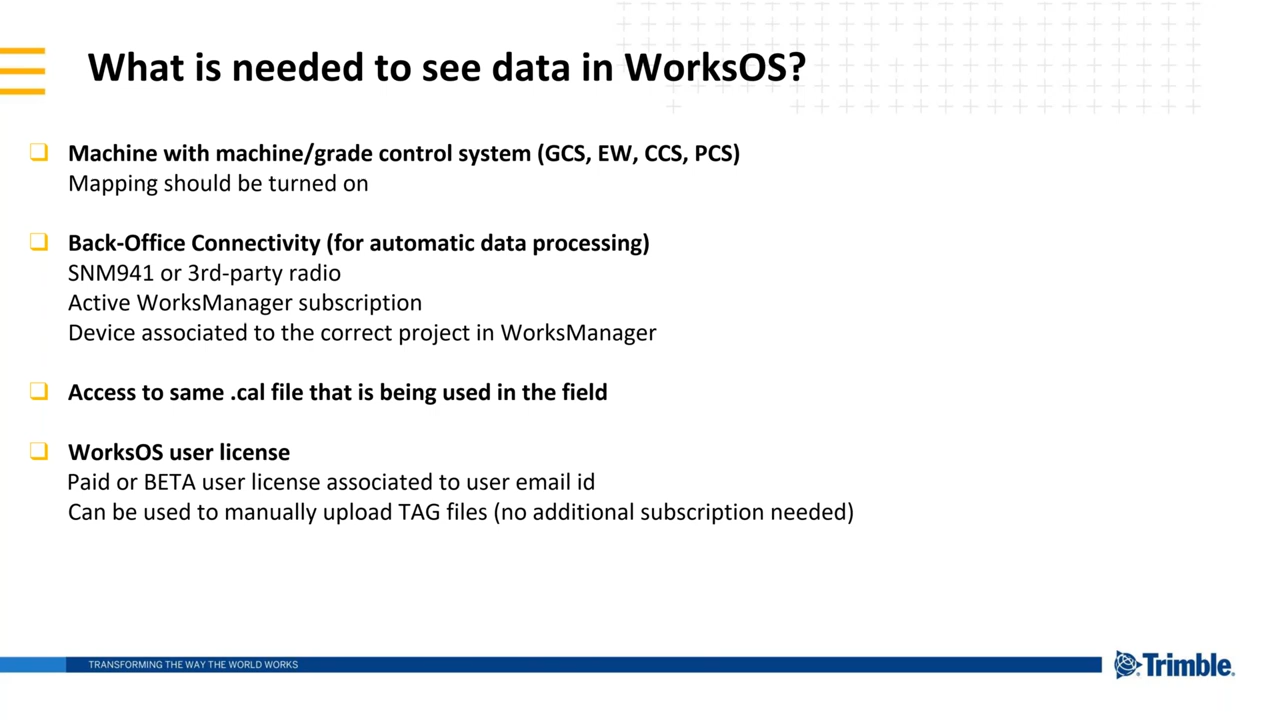 What is needed to see data in WorksOS?
Machine with machine/grade control system (GCS, EW, CCS, PCS)
Mapping should be turned on
Back-Office Connectivity (for automatic data processing)
SNM941 or 3rd-party radio
Active WorksManager subscription
Device associated to the correct project in WorksManager
Access to same .cal file that is being used in the field
WorksOS user license
Paid or BETA user license associated to user email id
Can be used to manually upload TAG files (no additional subscription needed)
TRANSFORMING THE WAY THE WORLD WORKS
Trimble.